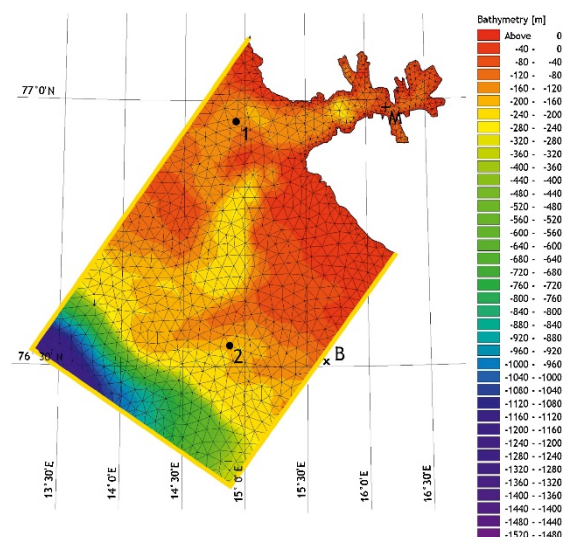 Bathymetry [m]
Above 0
-40 - 0
-80 - -40
-120 - -80
-160 - -120
-200 - -160
-240 - -200
-280 - -240
-320 - -280
-360 - -320
-400 - -360
-440 - -400
-480 - -440
-520 - -480
-560 - -520
-600 - -560
-640 - -600
-680 - -640
-720 - -680
-760 - -720
-800 - -760
-840 - -800
-880 - -840
-920 - -880
-960 - -920
-1000 - -960
-1040 - -1000
-1080 - -1040
-1120 - -1080
-1160 - -1120
-1200 - -1160
-1240 - -1200
-1280 - -1240
-1320 - -1280
-1360 - -1320
-1400 - -1360
-1440 - -1400
-1480 - -1440
-1520 - -1480
77°0'N
M
1
2
B
76°30'N
13°30'E
14°0'E
14°30'E
15°0'E
15°30'E
16°0'E
16°30'E